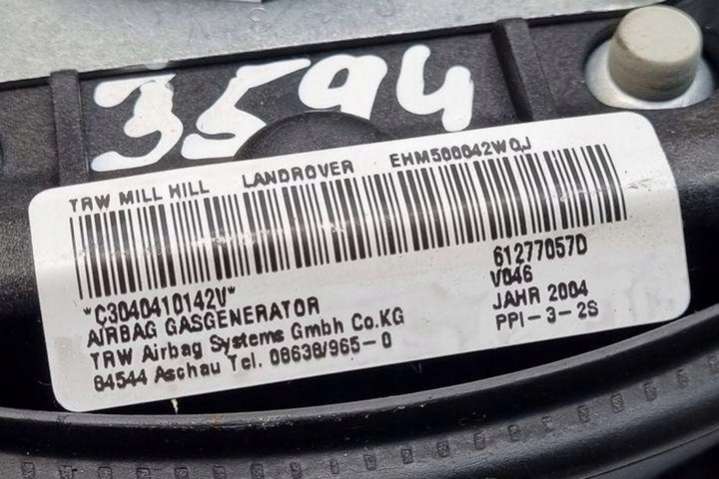 3594
TRW MILL HILL LANDROVER EHM500042WQJ
*C3040410142V* 61277057D
AIRBAG GASGENERATOR V046
TRW Airbag Systems Gmbh Co.KG JAHR 2004
84544 Aschau Tel. 08638/965-0 PPI-3-2S